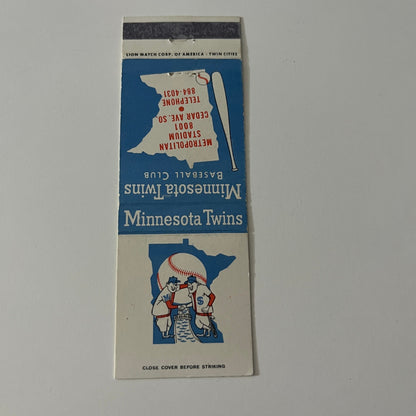 LION MATCH CORP. OF AMERICA - TWIN CITIES
METROPOLITAN
STADIUM
8001
CEDAR AVE. SO.
TELEPHONE
884-4031
MINNESOTA TWINS
BASEBALL CLUB
MINNESOTA TWINS
CLOSE COVER BEFORE STRIKING